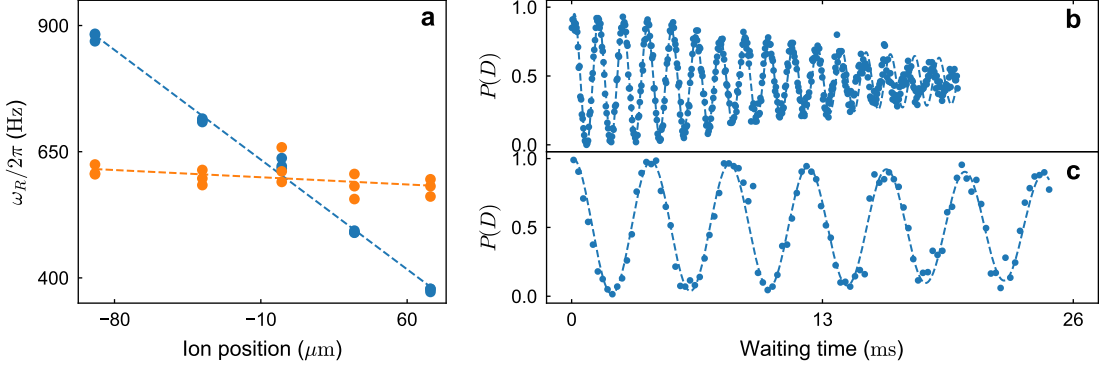 a
900
650
400
ω_R/2π (Hz)
−80
−10
60
Ion position (μm)
b
1.0
0.5
0.0
P(D)
c
1.0
0.5
0.0
P(D)
0
13
26
Waiting time (ms)